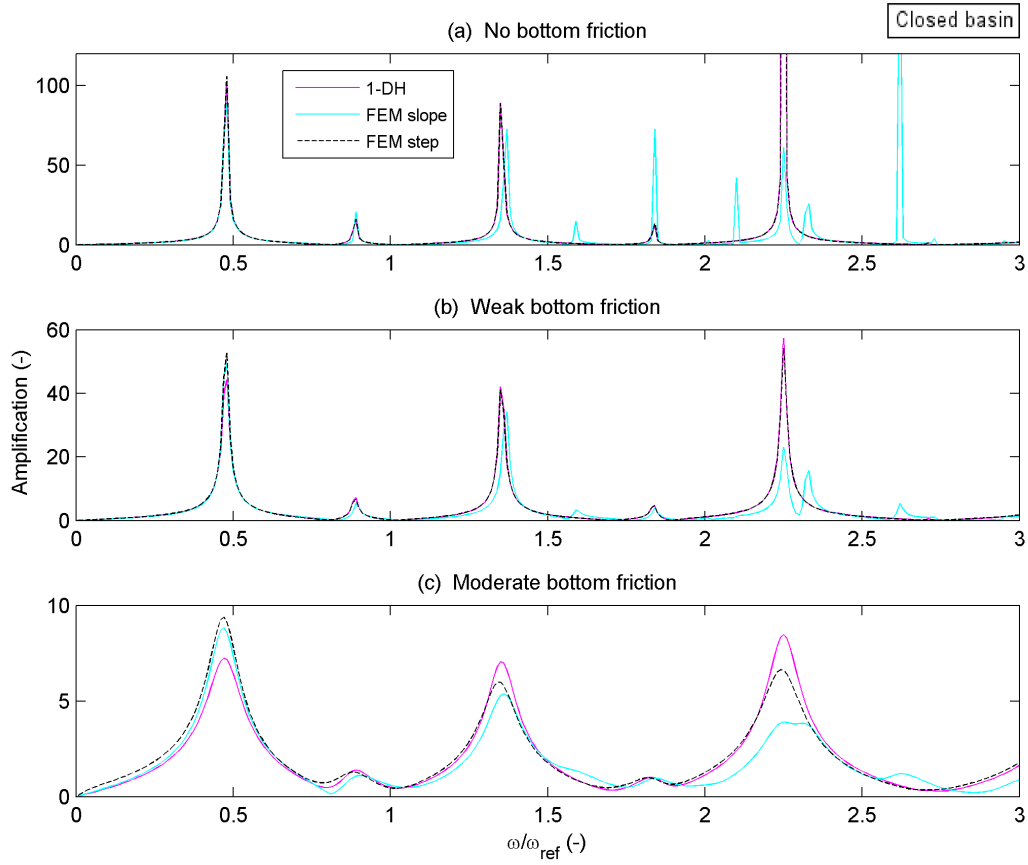 Closed basin
(a) No bottom friction
100
50
0
1-DH
FEM slope
FEM step
0 0.5 1 1.5 2 2.5 3
(b) Weak bottom friction
60
40
20
0
0 0.5 1 1.5 2 2.5 3
Amplification (-)
(c) Moderate bottom friction
10
5
0
0 0.5 1 1.5 2 2.5 3
ω/ω_ref (-)